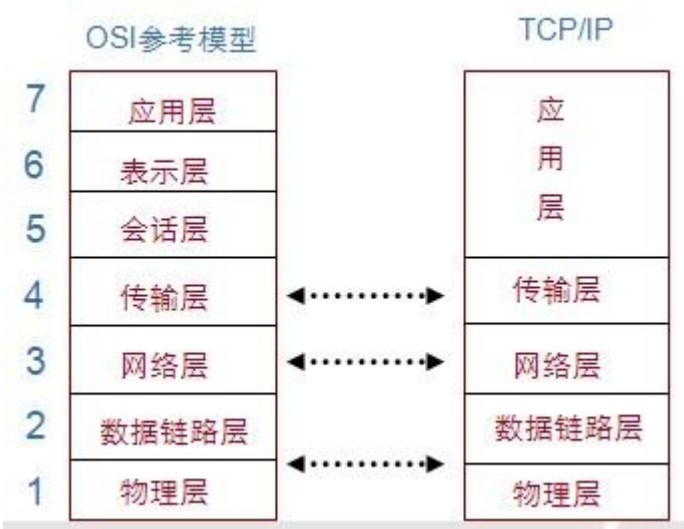 OSI参考模型
TCP/IP
7
应用层
6
表示层
5
会话层
4
传输层
3
网络层
2
数据链路层
1
物理层
应
用
层
传输层
网络层
数据链路层
物理层